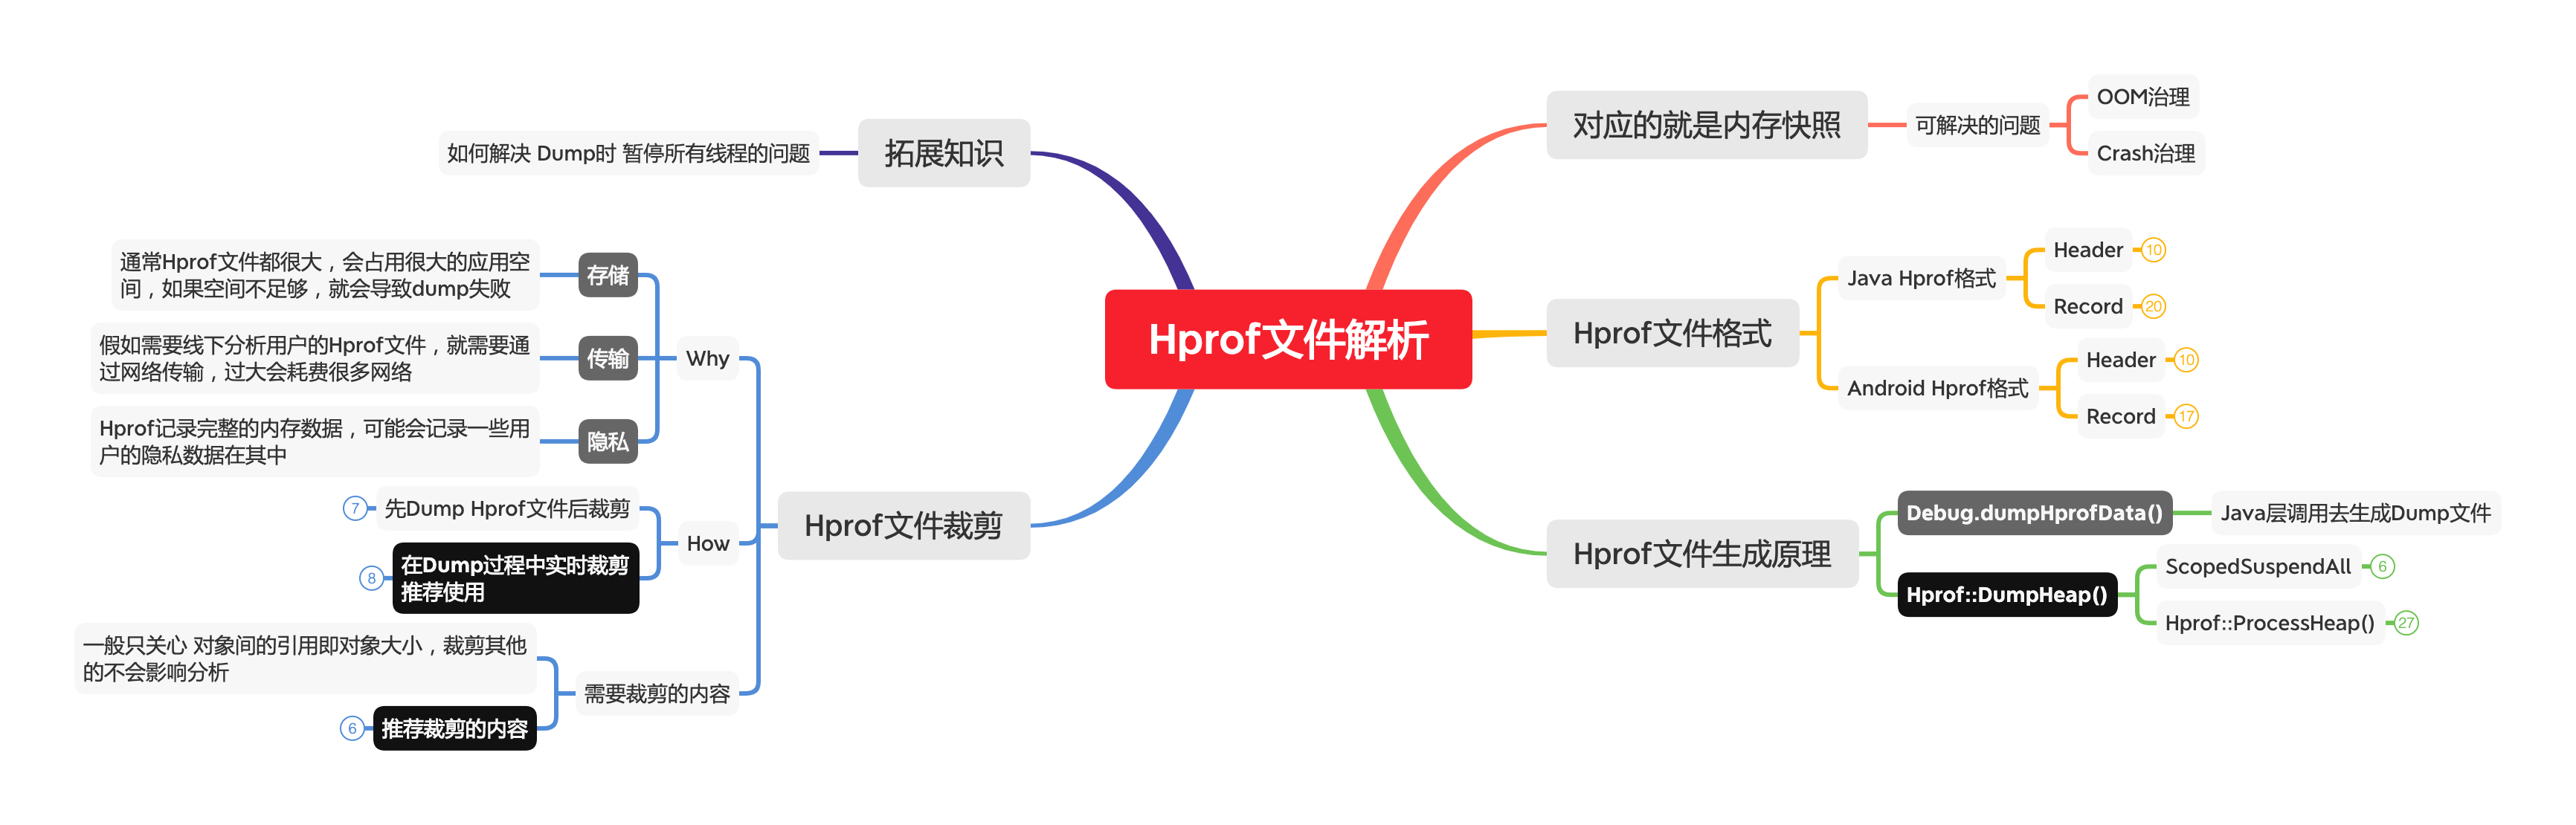 Hprof文件解析
对应的就是内存快照
可解决的问题
OOM治理
Crash治理
Hprof文件格式
Java Hprof格式
Header
10
Record
20
Android Hprof格式
Header
10
Record
17
Hprof文件生成原理
Debug.dumpHprofData()
Java层调用去生成Dump文件
Hprof::DumpHeap()
ScopedSuspendAll
6
Hprof::ProcessHeap()
27
拓展知识
如何解决 Dump时 暂停所有线程的问题
Hprof文件裁剪
Why
存储
通常Hprof文件都很大，会占用很大的应用空
间，如果空间不足够，就会导致dump失败
传输
假如需要线下分析用户的Hprof文件，就需要通
过网络传输，过大会耗费很多网络
隐私
Hprof记录完整的内存数据，可能会记录一些用
户的隐私数据在其中
How
先Dump Hprof文件后裁剪
7
在Dump过程中实时裁剪
推荐使用
8
需要裁剪的内容
一般只关心 对象间的引用即对象大小，裁剪其他
的不会影响分析
推荐裁剪的内容
6